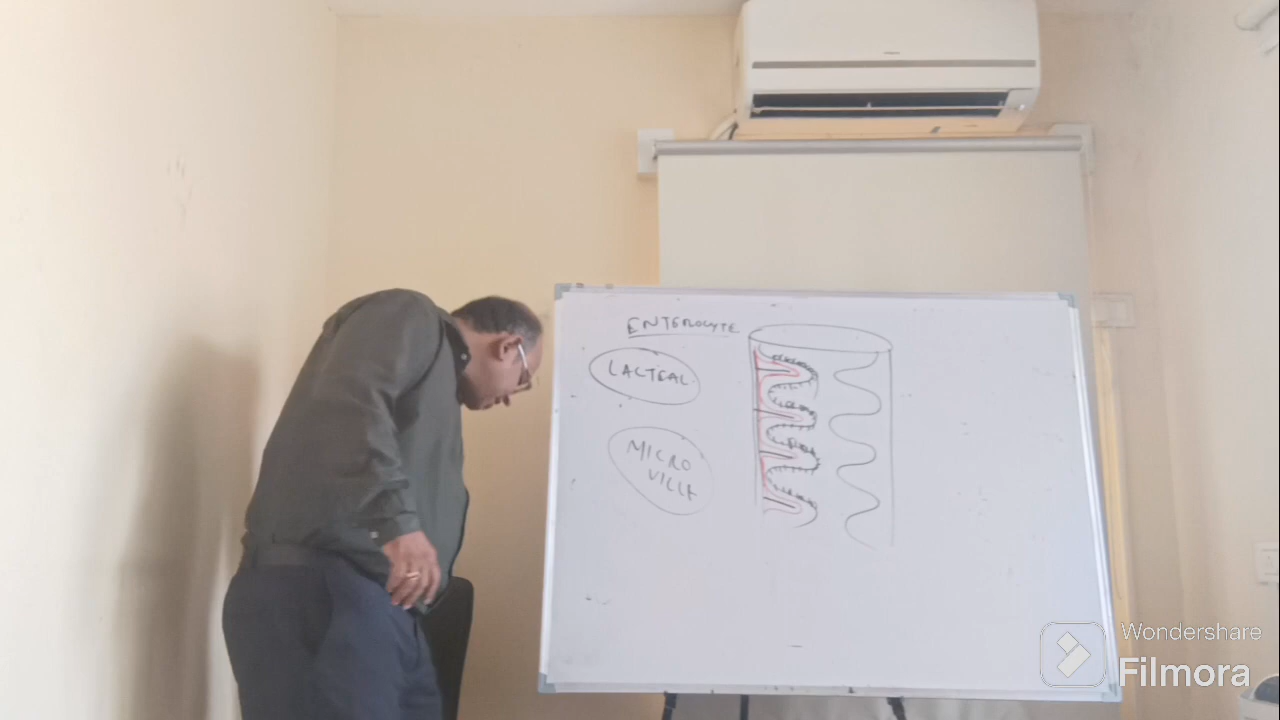 ENTEROCYTE
LACTEAL
MICRO
VILLI
Wondershare
Filmora